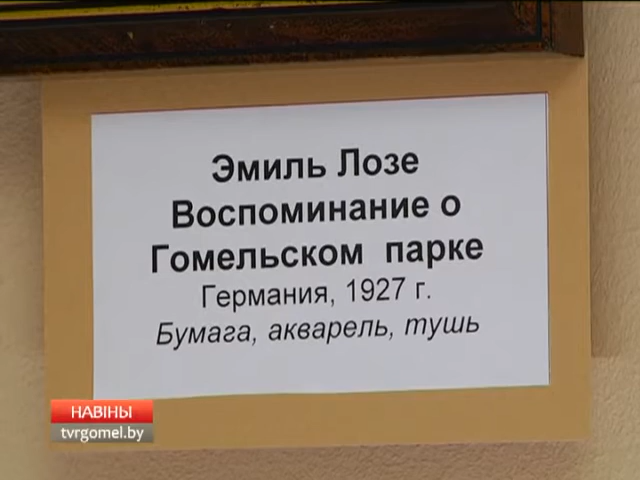 Эмиль Лозе
Воспоминание о
Гомельском парке
Германия, 1927 г.
Бумага, акварель, тушь
НАВІНЫ
tvrgomel.by